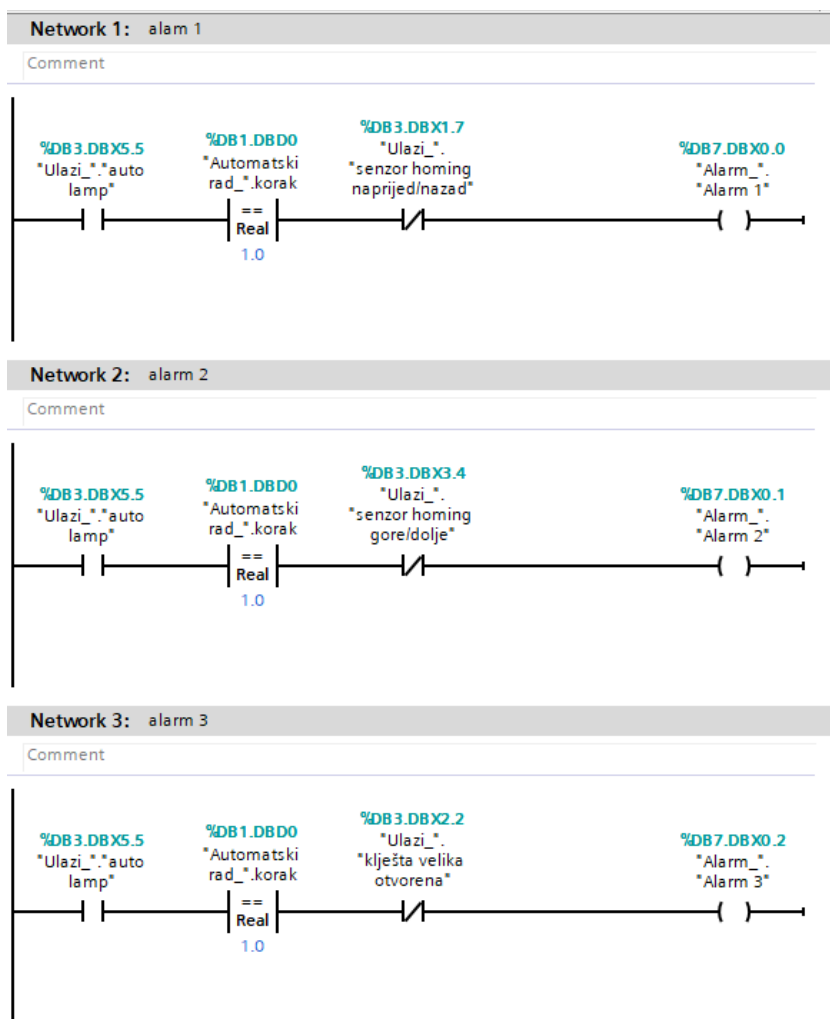 Network 1: alam 1
Comment
%DB3.DBX5.5
"Ulazi_"."auto
lamp"
%DB1.DBD0
"Automatski
rad_".korak
==
Real
1.0
%DB3.DBX1.7
"Ulazi_".
"senzor homing
naprijed/nazad"
%DB7.DBX0.0
"Alarm_".
"Alarm 1"
Network 2: alarm 2
Comment
%DB3.DBX5.5
"Ulazi_"."auto
lamp"
%DB1.DBD0
"Automatski
rad_".korak
==
Real
1.0
%DB3.DBX3.4
"Ulazi_".
"senzor homing
gore/dolje"
%DB7.DBX0.1
"Alarm_".
"Alarm 2"
Network 3: alarm 3
Comment
%DB3.DBX5.5
"Ulazi_"."auto
lamp"
%DB1.DBD0
"Automatski
rad_".korak
==
Real
1.0
%DB3.DBX2.2
"Ulazi_".
"klješta velika
otvorena"
%DB7.DBX0.2
"Alarm_".
"Alarm 3"